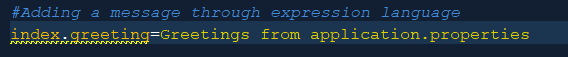 #Adding a message through expression language
index.greeting=Greetings from application.properties